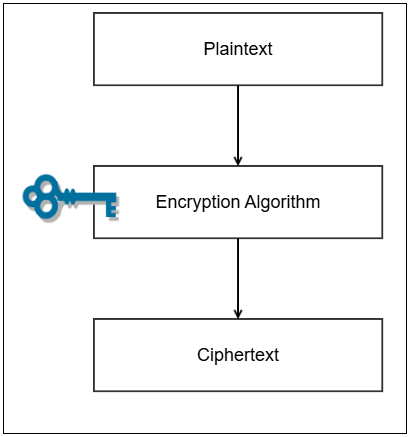 Plaintext
Encryption Algorithm
Ciphertext